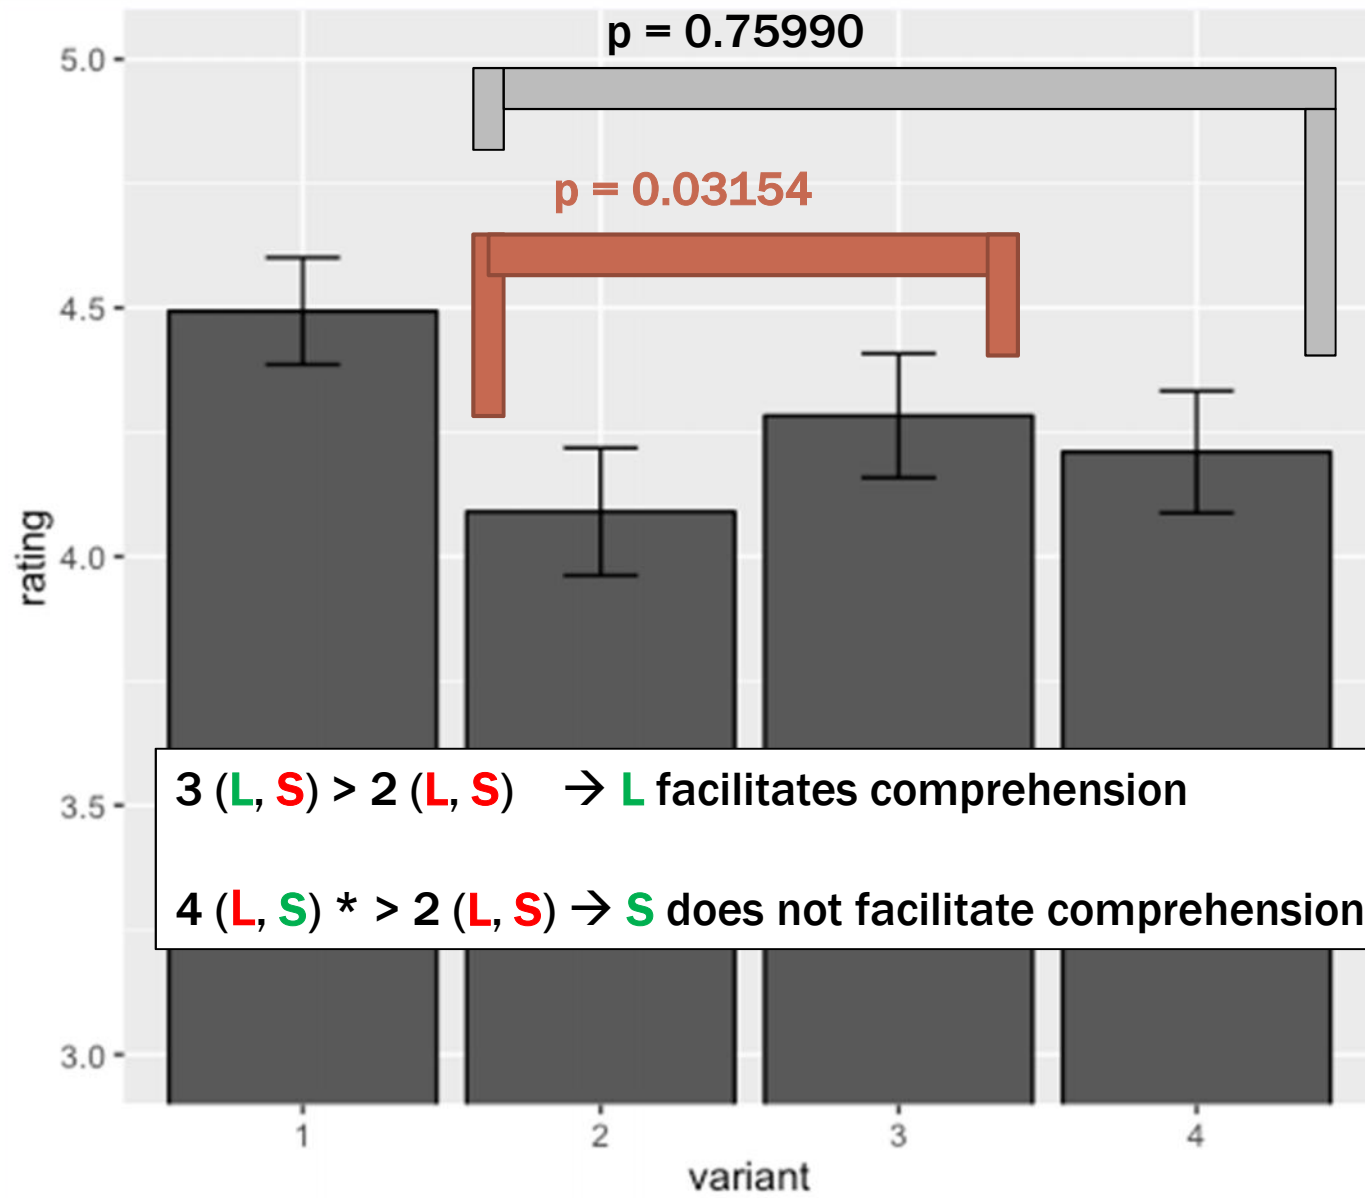 p = 0.75990
5.0
p = 0.03154
4.5
4.0
rating
3 (L, S) > 2 (L, S) → L facilitates comprehension
3.5
4 (L, S) * > 2 (L, S) → S does not facilitate comprehension
3.0
1 2 3 4
variant